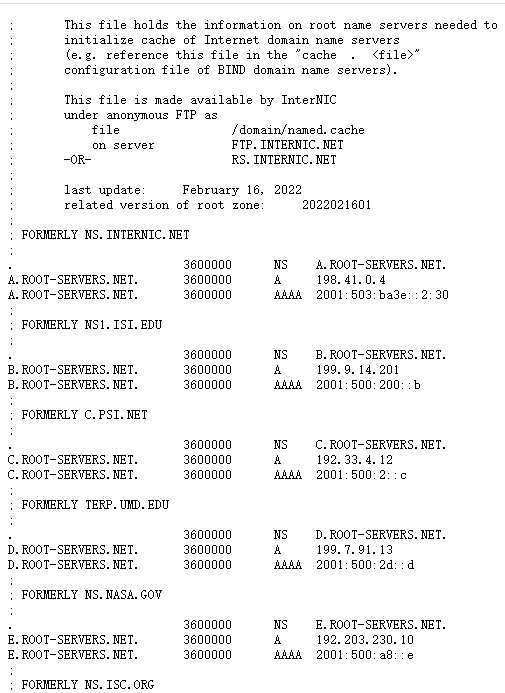 ;       This file holds the information on root name servers needed to
;       initialize cache of Internet domain name servers
;       (e.g. reference this file in the "cache  .  <file>"
;       configuration file of BIND domain name servers).
;
;       This file is made available by InterNIC
;       under anonymous FTP as
;           file                /domain/named.cache
;           on server           FTP.INTERNIC.NET
;       -OR-                    RS.INTERNIC.NET
;
;       last update:     February 16, 2022
;       related version of root zone:     2022021601
;
; FORMERLY NS.INTERNIC.NET
;
.                        3600000      NS    A.ROOT-SERVERS.NET.
A.ROOT-SERVERS.NET.      3600000      A     198.41.0.4
A.ROOT-SERVERS.NET.      3600000      AAAA  2001:503:ba3e::2:30
;
; FORMERLY NS1.ISI.EDU
;
.                        3600000      NS    B.ROOT-SERVERS.NET.
B.ROOT-SERVERS.NET.      3600000      A     199.9.14.201
B.ROOT-SERVERS.NET.      3600000      AAAA  2001:500:200::b
;
; FORMERLY C.PSI.NET
;
.                        3600000      NS    C.ROOT-SERVERS.NET.
C.ROOT-SERVERS.NET.      3600000      A     192.33.4.12
C.ROOT-SERVERS.NET.      3600000      AAAA  2001:500:2::c
;
; FORMERLY TERP.UMD.EDU
;
.                        3600000      NS    D.ROOT-SERVERS.NET.
D.ROOT-SERVERS.NET.      3600000      A     199.7.91.13
D.ROOT-SERVERS.NET.      3600000      AAAA  2001:500:2d::d
;
; FORMERLY NS.NASA.GOV
;
.                        3600000      NS    E.ROOT-SERVERS.NET.
E.ROOT-SERVERS.NET.      3600000      A     192.203.230.10
E.ROOT-SERVERS.NET.      3600000      AAAA  2001:500:a8::e
;
; FORMERLY NS.ISC.ORG